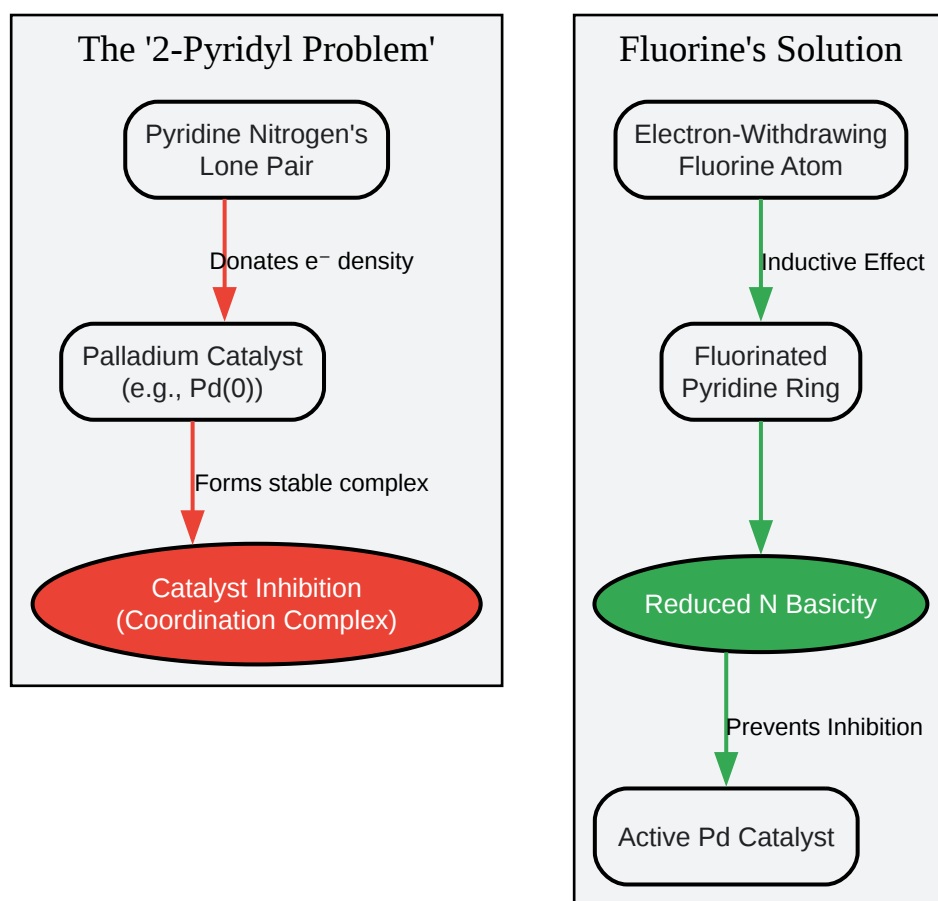 The '2-Pyridyl Problem'
Pyridine Nitrogen's
Lone Pair
Donates e⁻ density
Palladium Catalyst
(e.g., Pd(0))
Forms stable complex
Catalyst Inhibition
(Coordination Complex)
Fluorine's Solution
Electron-Withdrawing
Fluorine Atom
Inductive Effect
Fluorinated
Pyridine Ring
Reduced N Basicity
Prevents Inhibition
Active Pd Catalyst